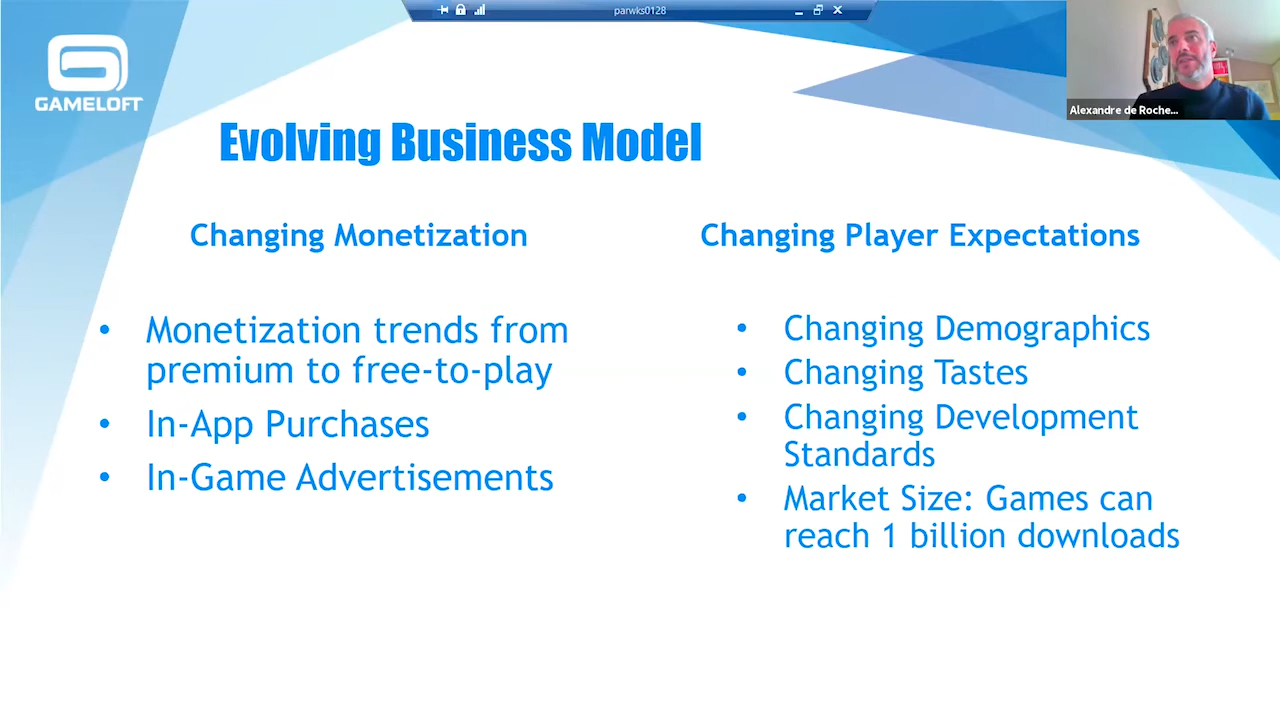 parwks0128
GAMELOFT
Alexandre de Roche...
Evolving Business Model
Changing Monetization
• Monetization trends from
premium to free-to-play
• In-App Purchases
• In-Game Advertisements
Changing Player Expectations
• Changing Demographics
• Changing Tastes
• Changing Development
Standards
• Market Size: Games can
reach 1 billion downloads